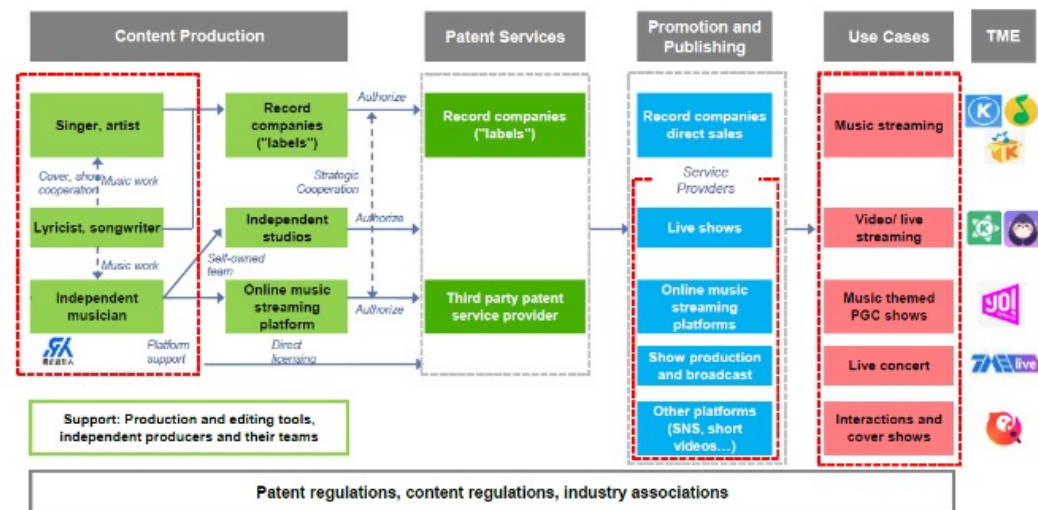 Content Production
Patent Services
Promotion and
Publishing
Use Cases
TME
Singer, artist
Cover, show
cooperation
Music work
Lyricist, songwriter
Music work
Independent
musician
Record
companies
("labels")
Independent
studios
Self-owned
team
Online music
streaming
platform
Platform
support
Direct
licensing
Authorize
Strategic
Cooperation
Authorize
Authorize
Support: Production and editing tools,
independent producers and their teams
Record companies
("labels")
Third party patent
service provider
Record companies
direct sales
Service
Providers
Live shows
Online music
streaming
platforms
Show production
and broadcast
Other platforms
(SNS, short
videos...)
Music streaming
Video/ live
streaming
Music themed
PGC shows
Live concert
Interactions and
cover shows
K
K
K
YO!
TME live
Patent regulations, content regulations, industry associations